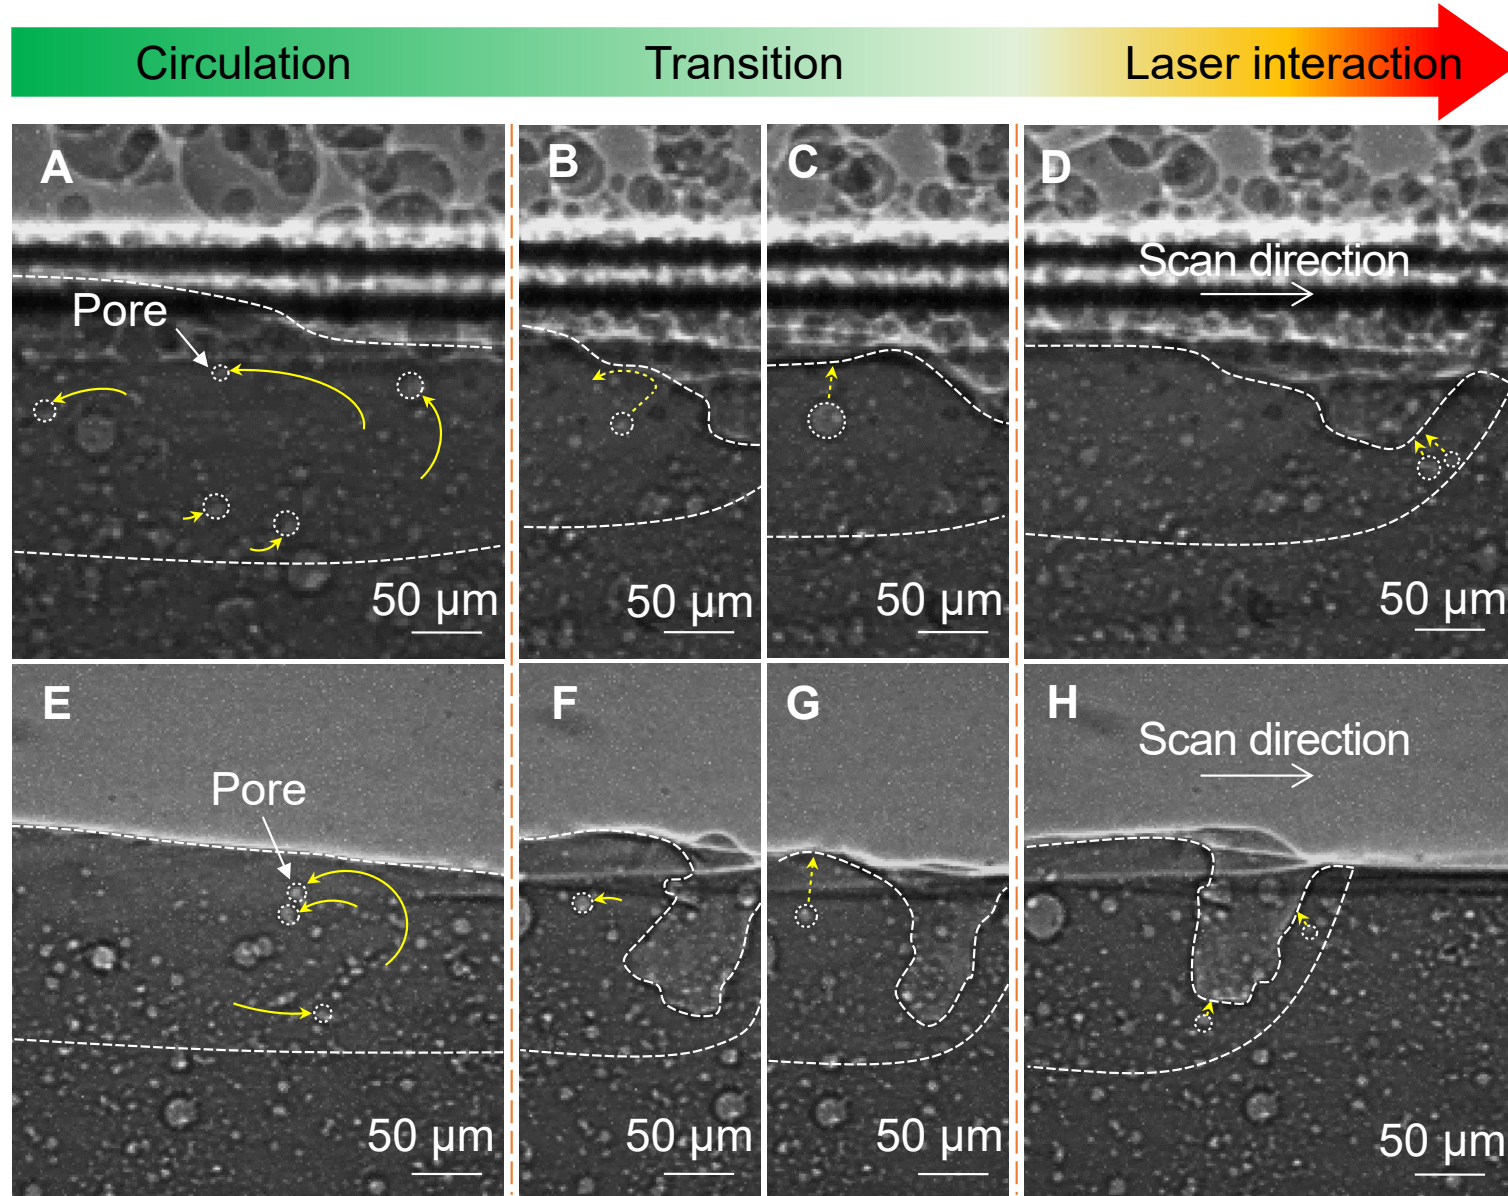 Circulation Transition Laser interaction
A B C D
Scan direction
Pore
50 µm 50 µm 50 µm 50 µm
E F G H
Scan direction
Pore
50 µm 50 µm 50 µm 50 µm